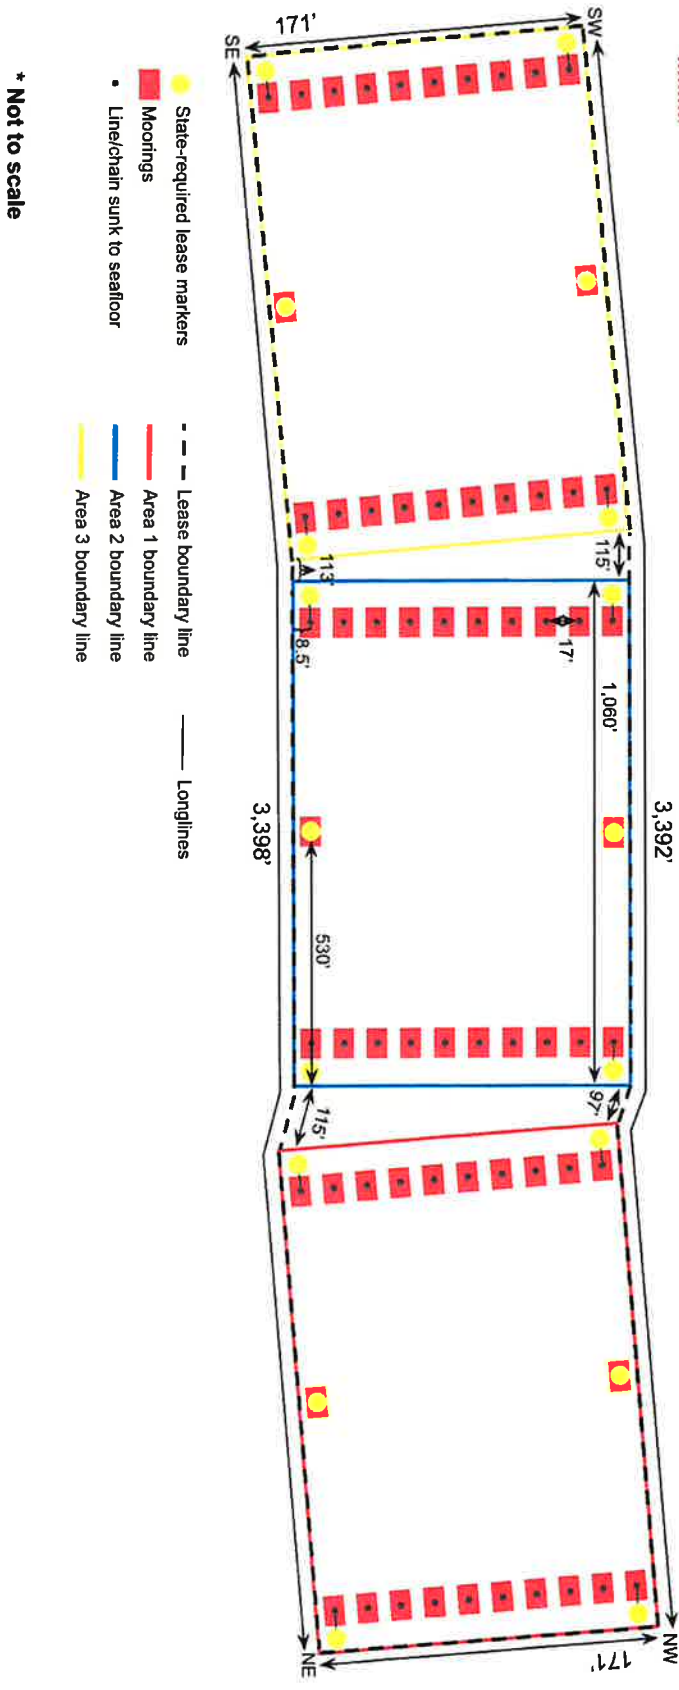 171'
SW
SE
115'
113'
8.5'
17'
1,060'
3,392'
3,398'
530'
97'
115'
NW
NE
171'
State-required lease markers
Moorings
Line/chain sunk to seafloor
Lease boundary line
Area 1 boundary line
Area 2 boundary line
Area 3 boundary line
Longlines
* Not to scale